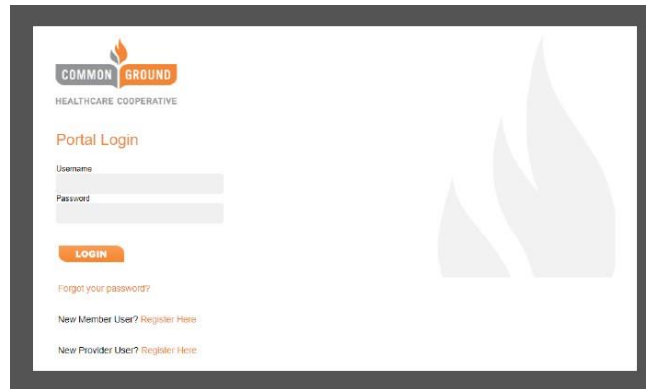 COMMON GROUND
HEALTHCARE COOPERATIVE
Portal Login
Username
Password
LOGIN
Forgot your password?
New Member User? Register Here
New Provider User? Register Here